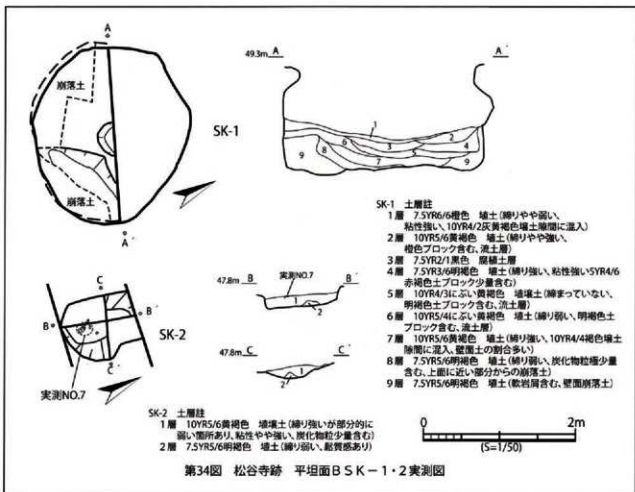 A
崩落土
SK-1
崩落土
A'
49.3m A A'
1
2
6
3
4
5
8
7
9
9
SK-1 土層註
1層 7.5YR6/6橙色 埴土(締りやや弱い、
粘性強い、10YR4/2灰黄褐色壌土隙間に混入)
2層 10YR5/6黄褐色 埴土(締りやや強い、
橙色ブロック含む、流土層)
3層 7.5YR2/1黒色 腐植土層
4層 7.5YR3/6明褐色 埴土(締り強い、粘性強い5YR4/6
赤褐色土ブロック少量含む)
5層 10YR4/3にぶい黄褐色 埴壌土(締まっていない、
明褐色土ブロック含む、流土層)
6層 10YR5/4にぶい黄褐色 埴土(締り弱い、明褐色土
ブロック含む、流土層)
7層 10YR5/6黄褐色 埴土(締り強い、10YR4/4褐色壌土
隙間に混入、壁面土の割合多い)
8層 7.5YR5/6明褐色 埴土(締り弱い、炭化物粒極少量
含む、上面に近い部分からの崩落土)
9層 7.5YR5/6明褐色 埴土(軟岩屑含む、壁面崩落土)
C
B
B'
C'
SK-2
実測NO.7
47.8m B B'
実測NO.7
1
2
47.8m C C'
1
2
SK-2 土層註
1層 10YR5/6黄褐色 埴壌土(締り強いが部分的に
弱い箇所あり、粘性やや強い、炭化物粒少量含む)
2層 7.5YR5/6明褐色 埴土(締り弱い、鬆質感あり)
0 2m
(S=1/50)
第34図 松谷寺跡 平坦面B SK-1・2実測図